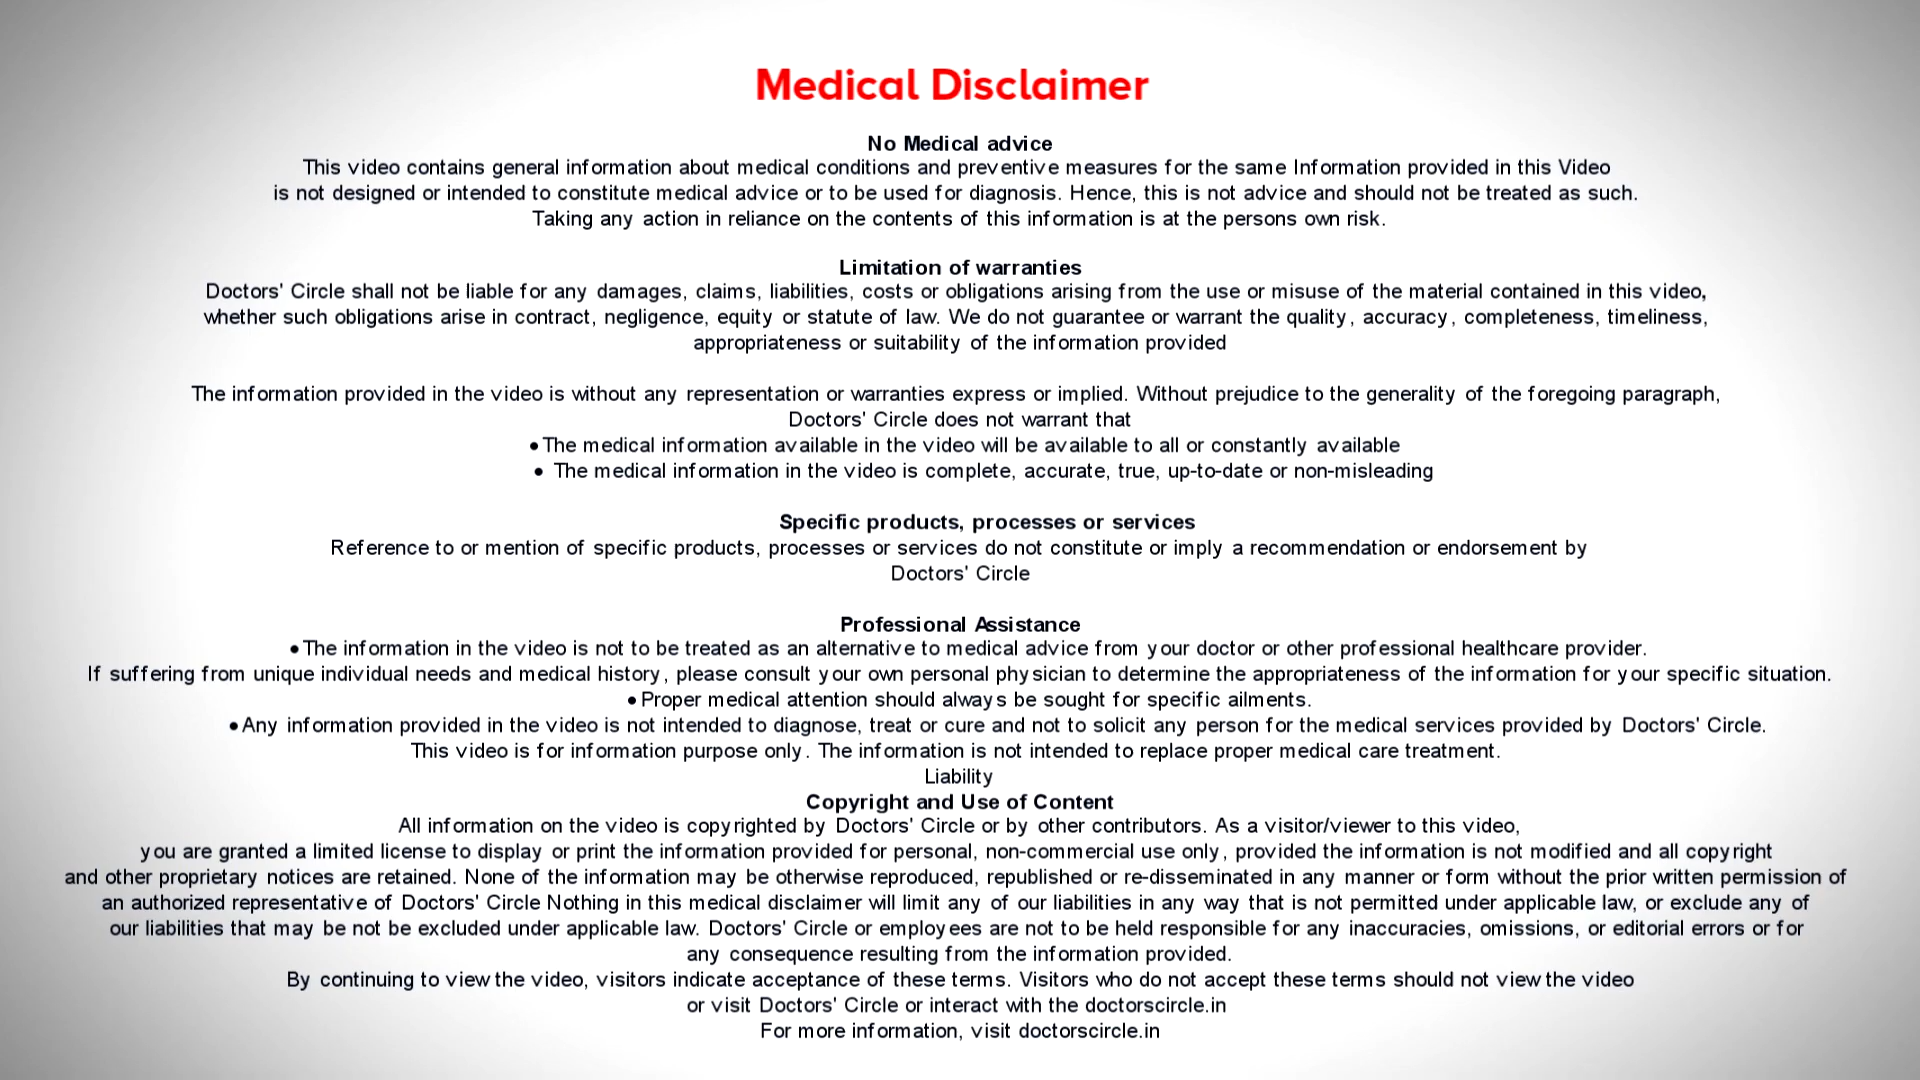 Medical Disclaimer
No Medical advice
This video contains general information about medical conditions and preventive measures for the same Information provided in this Video
is not designed or intended to constitute medical advice or to be used for diagnosis. Hence, this is not advice and should not be treated as such.
Taking any action in reliance on the contents of this information is at the persons own risk.
Limitation of warranties
Doctors' Circle shall not be liable for any damages, claims, liabilities, costs or obligations arising from the use or misuse of the material contained in this video,
whether such obligations arise in contract, negligence, equity or statute of law. We do not guarantee or warrant the quality, accuracy, completeness, timeliness,
appropriateness or suitability of the information provided
The information provided in the video is without any representation or warranties express or implied. Without prejudice to the generality of the foregoing paragraph,
Doctors' Circle does not warrant that
• The medical information available in the video will be available to all or constantly available
• The medical information in the video is complete, accurate, true, up-to-date or non-misleading
Specific products, processes or services
Reference to or mention of specific products, processes or services do not constitute or imply a recommendation or endorsement by
Doctors' Circle
Professional Assistance
• The information in the video is not to be treated as an alternative to medical advice from your doctor or other professional healthcare provider.
If suffering from unique individual needs and medical history, please consult your own personal physician to determine the appropriateness of the information for your specific situation.
• Proper medical attention should always be sought for specific ailments.
• Any information provided in the video is not intended to diagnose, treat or cure and not to solicit any person for the medical services provided by Doctors' Circle.
This video is for information purpose only. The information is not intended to replace proper medical care treatment.
Liability
Copyright and Use of Content
All information on the video is copyrighted by Doctors' Circle or by other contributors. As a visitor/viewer to this video,
you are granted a limited license to display or print the information provided for personal, non-commercial use only, provided the information is not modified and all copyright
and other proprietary notices are retained. None of the information may be otherwise reproduced, republished or re-disseminated in any manner or form without the prior written permission of
an authorized representative of Doctors' Circle Nothing in this medical disclaimer will limit any of our liabilities in any way that is not permitted under applicable law, or exclude any of
our liabilities that may be not be excluded under applicable law. Doctors' Circle or employees are not to be held responsible for any inaccuracies, omissions, or editorial errors or for
any consequence resulting from the information provided.
By continuing to view the video, visitors indicate acceptance of these terms. Visitors who do not accept these terms should not view the video
or visit Doctors' Circle or interact with the doctorscircle.in
For more information, visit doctorscircle.in